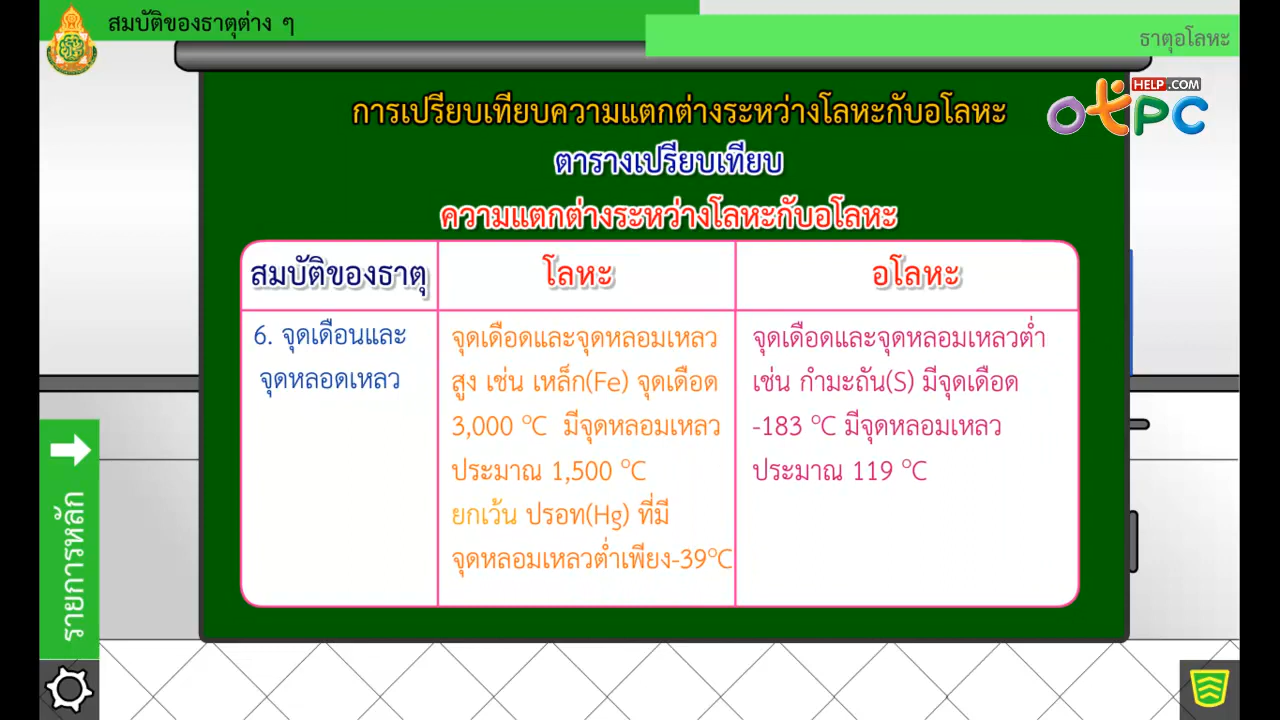 สมบัติของธาตุต่าง ๆ
ธาตุอโลหะ
HELP .COM
otpc
การเปรียบเทียบความแตกต่างระหว่างโลหะกับอโลหะ
ตารางเปรียบเทียบ
ความแตกต่างระหว่างโลหะกับอโลหะ
สมบัติของธาตุ
โลหะ
อโลหะ
6. จุดเดือนและ
จุดหลอดเหลว
จุดเดือดและจุดหลอมเหลว
สูง เช่น เหล็ก(Fe) จุดเดือด
3,000 °C มีจุดหลอมเหลว
ประมาณ 1,500 °C
ยกเว้น ปรอท(Hg) ที่มี
จุดหลอมเหลวต่ำเพียง-39°C
จุดเดือดและจุดหลอมเหลวต่ำ
เช่น กำมะถัน(S) มีจุดเดือด
-183 °C มีจุดหลอมเหลว
ประมาณ 119 °C
รายการหลัก